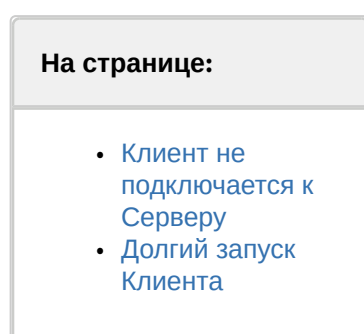 На странице:
• Клиент не
подключается к
Серверу
• Долгий запуск
Клиента